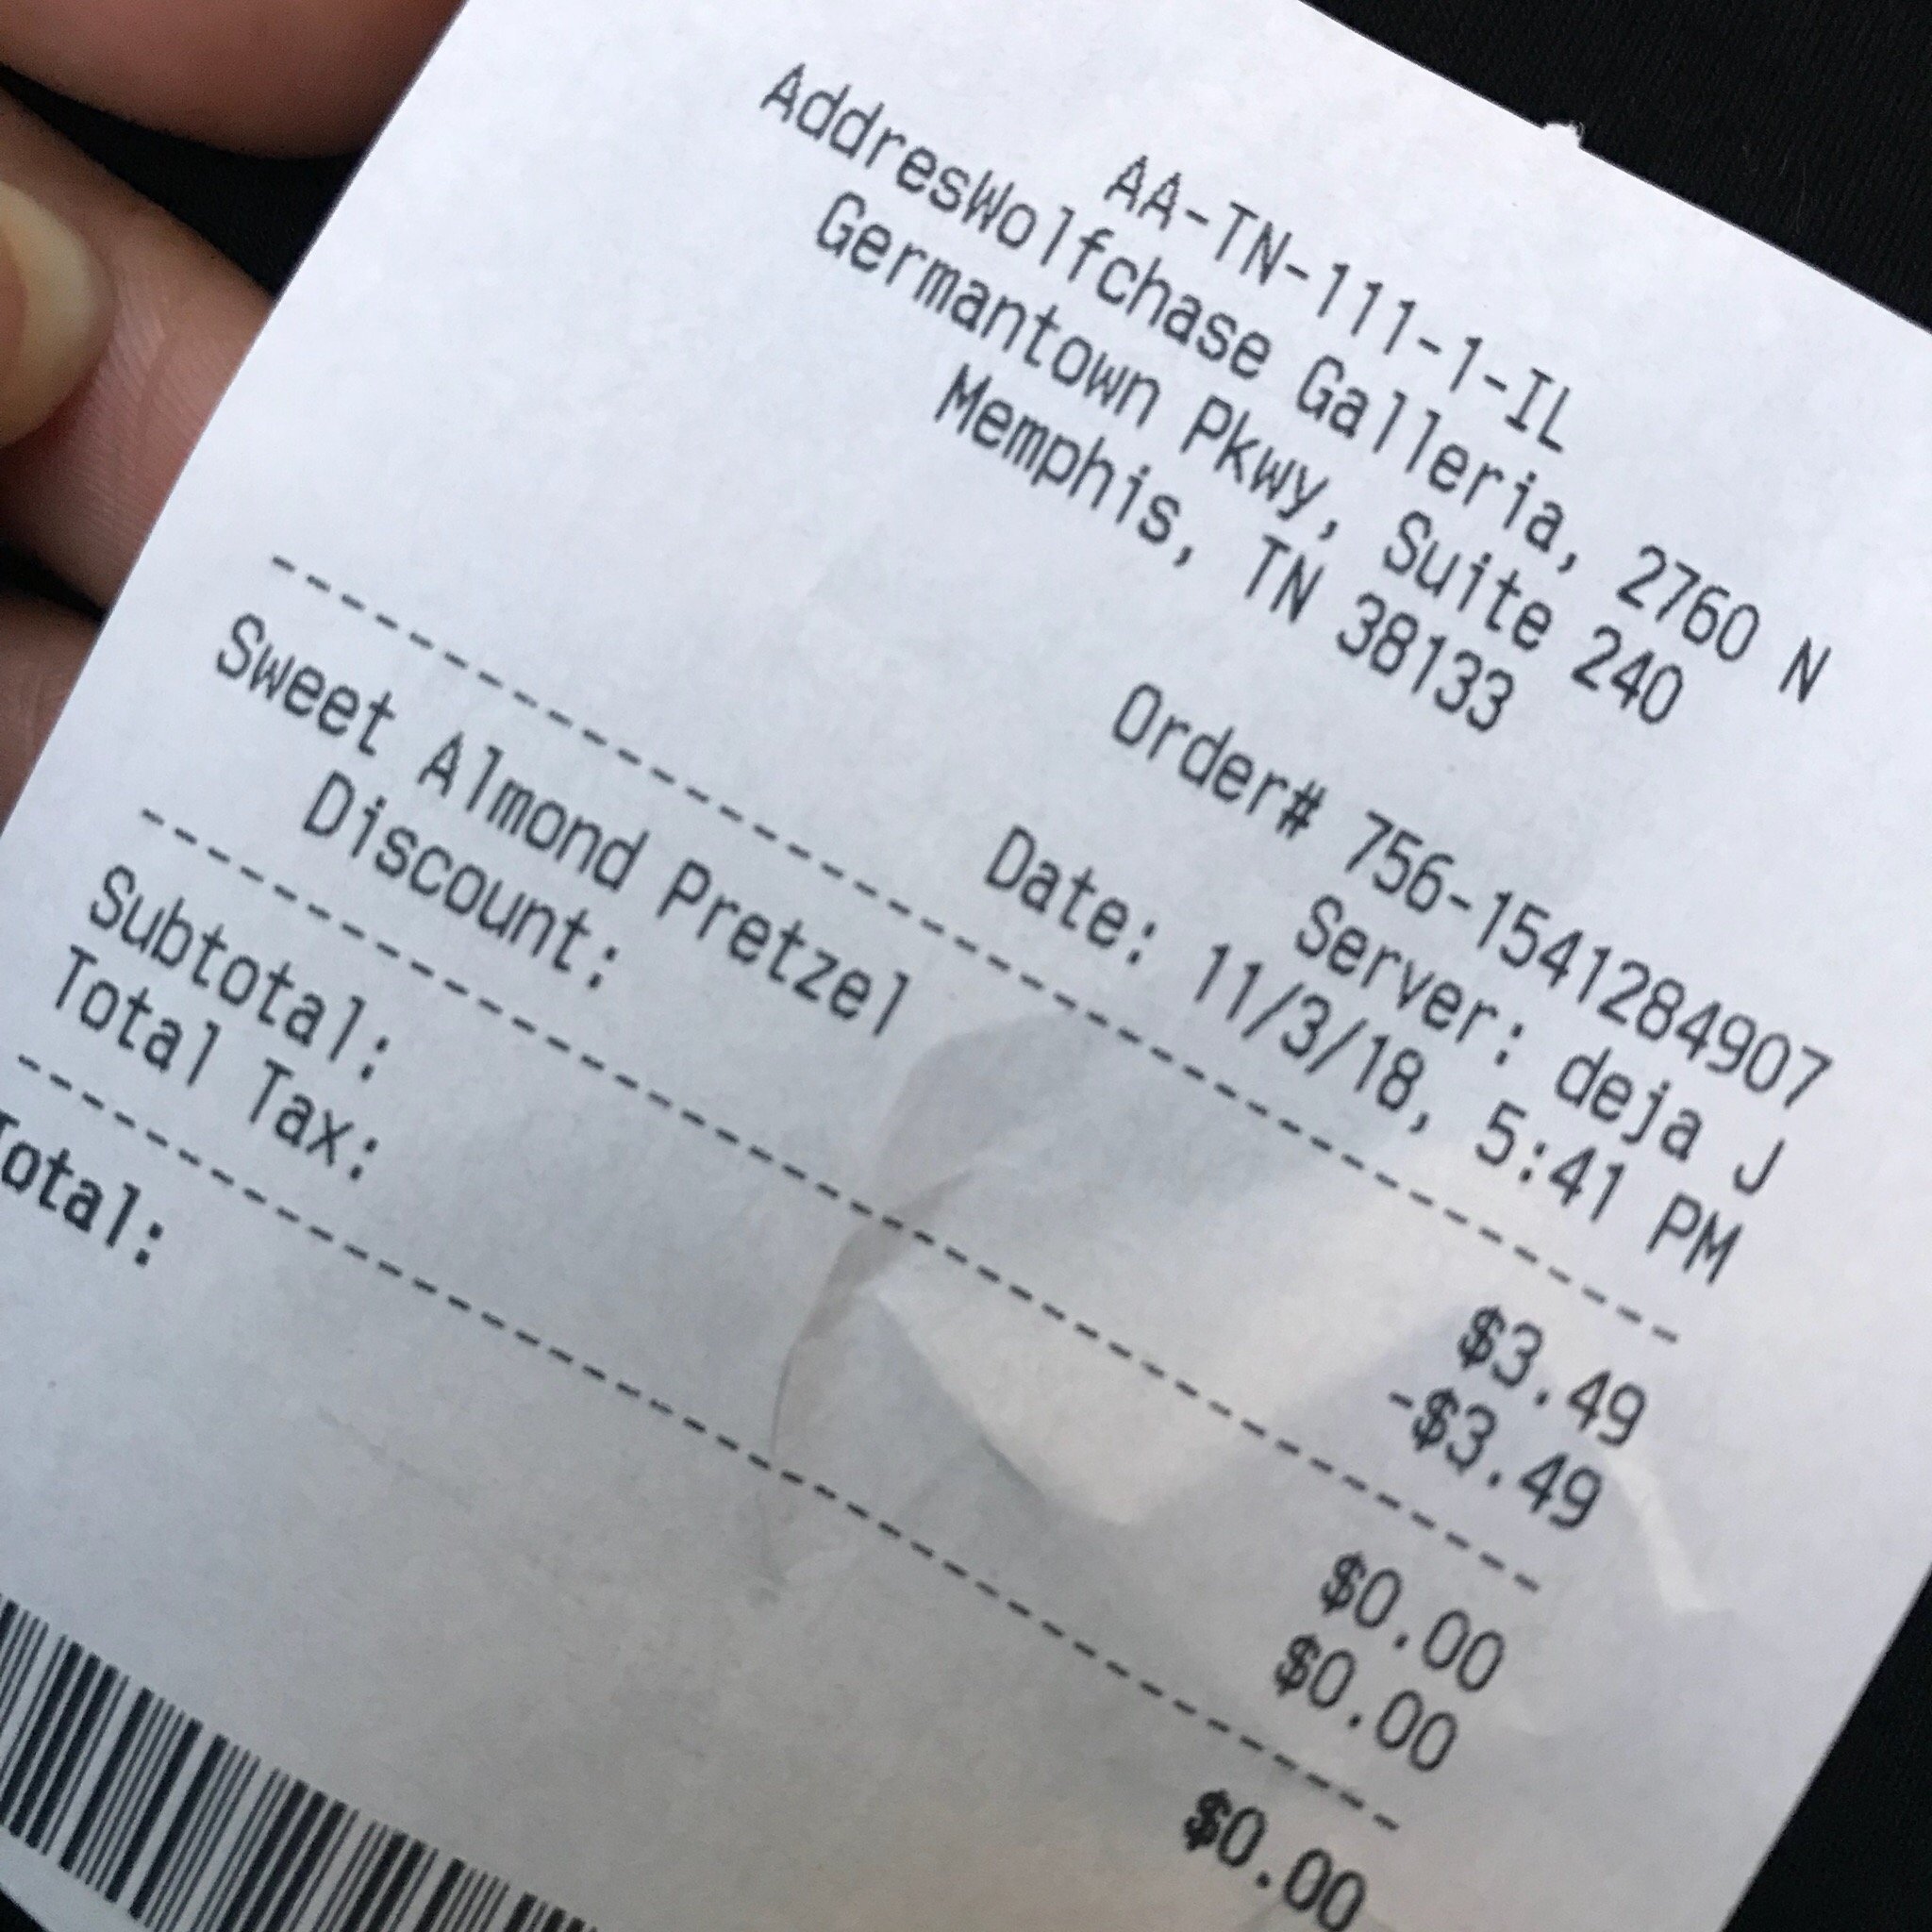 AA-TN-111-1-IL
AddresWolfchase Galleria, 2760 N
Germantown Pkwy, Suite 240
Memphis, TN 38133
Order# 756-1541284907
Server: deja J
Date: 11/3/18, 5:41 PM
Sweet Almond Pretzel $3.49
Discount: -$3.49
Subtotal: $0.00
Total Tax: $0.00
Total: $0.00